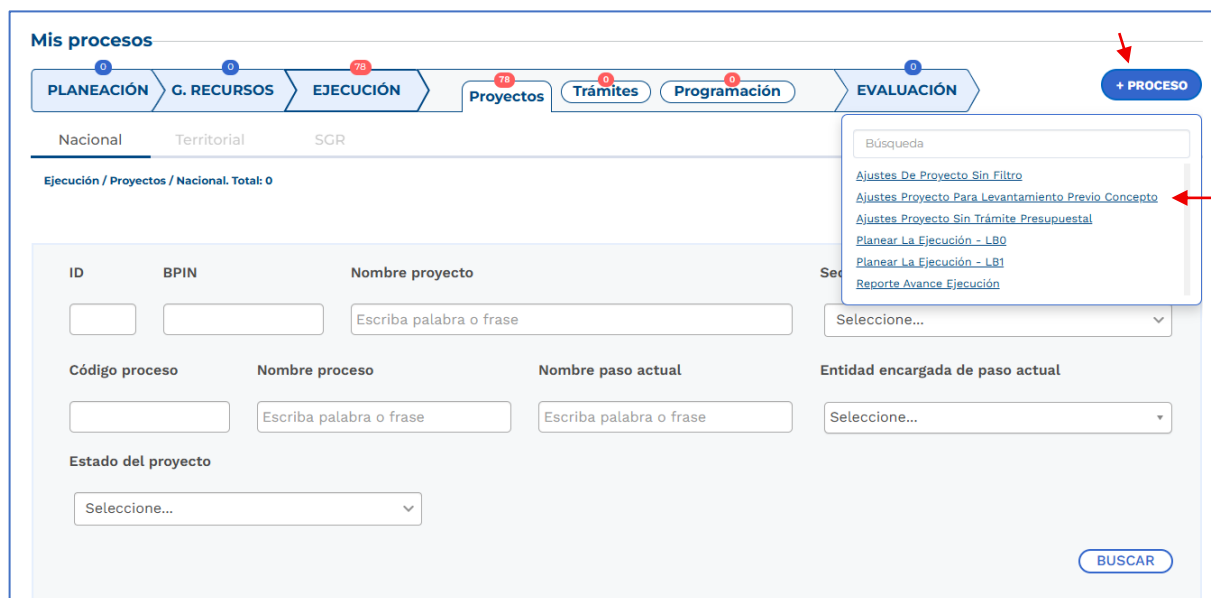 Mis procesos
0 0 78 78 0 0 0
PLANEACIÓN G. RECURSOS EJECUCIÓN Proyectos Trámites Programación EVALUACIÓN + PROCESO
Nacional Territorial SGR
Búsqueda
Ejecución / Proyectos / Nacional. Total: 0
Ajustes De Proyecto Sin Filtro
Ajustes Proyecto Para Levantamiento Previo Concepto
Ajustes Proyecto Sin Trámite Presupuestal
Planear La Ejecución - LB0
Planear La Ejecución - LB1
Reporte Avance Ejecución
ID BPIN Nombre proyecto
Escriba palabra o frase Seleccione...
Código proceso Nombre proceso Nombre paso actual Entidad encargada de paso actual
Escriba palabra o frase Escriba palabra o frase Seleccione...
Estado del proyecto
Seleccione...
BUSCAR